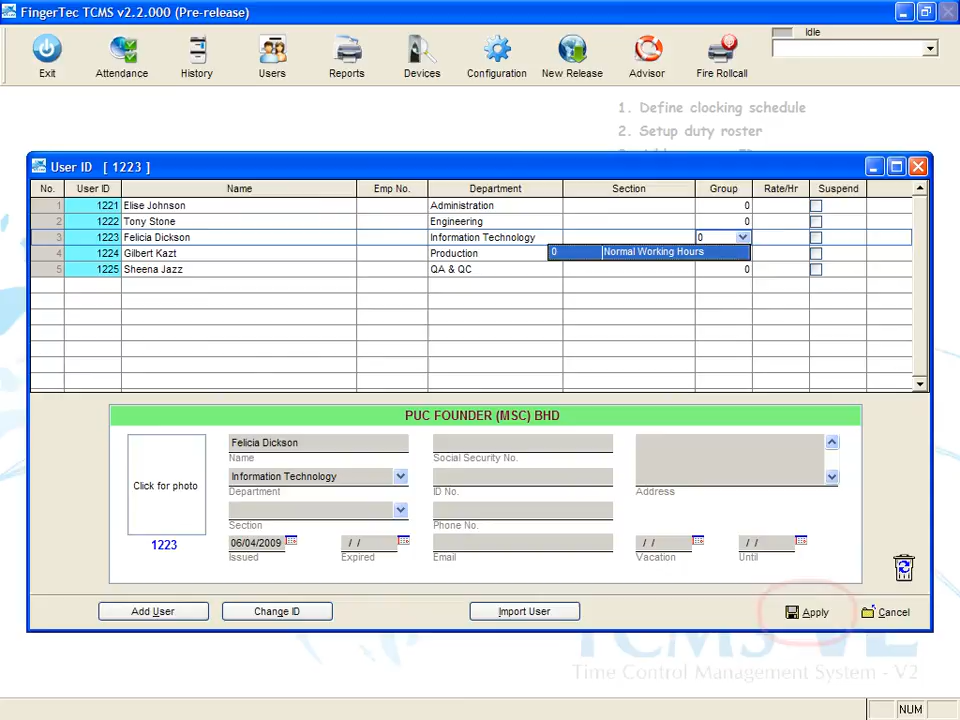 FingerTec TCMS v2.2.000 (Pre-release)
Exit
Attendance
History
Users
Reports
Devices
Configuration
New Release
Advisor
Fire Rollcall
Idle
1. Define clocking schedule
2. Setup duty roster
User ID [ 1223 ]
No. User ID Name Emp No. Department Section Group Rate/Hr Suspend
1 1221 Elise Johnson Administration 0
2 1222 Tony Stone Engineering 0
3 1223 Felicia Dickson Information Technology 0
4 1224 Gilbert Kazt Production 0 Normal Working Hours
5 1225 Sheena Jazz QA & QC 0
PUC FOUNDER (MSC) BHD
Click for photo
1223
Felicia Dickson
Name
Information Technology
Department
Section
06/04/2009
Issued
/ /
Expired
Social Security No.
ID No.
Phone No.
Email
Address
/ /
Vacation
/ /
Until
Add User
Change ID
Import User
Apply
Cancel
Time Control Management System - V2
NUM